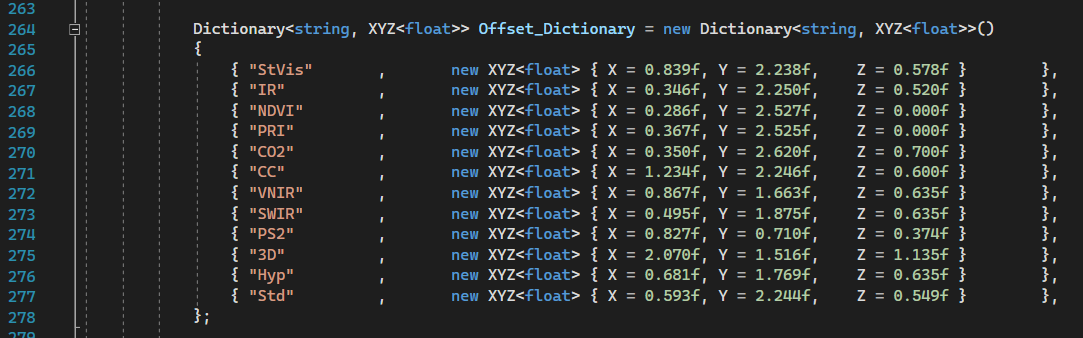 263
264 Dictionary<string, XYZ<float>> Offset_Dictionary = new Dictionary<string, XYZ<float>>()
265 {
266 { "StVis" , new XYZ<float> { X = 0.839f, Y = 2.238f, Z = 0.578f } },
267 { "IR" , new XYZ<float> { X = 0.346f, Y = 2.250f, Z = 0.520f } },
268 { "NDVI" , new XYZ<float> { X = 0.286f, Y = 2.527f, Z = 0.000f } },
269 { "PRI" , new XYZ<float> { X = 0.367f, Y = 2.525f, Z = 0.000f } },
270 { "CO2" , new XYZ<float> { X = 0.350f, Y = 2.620f, Z = 0.700f } },
271 { "CC" , new XYZ<float> { X = 1.234f, Y = 2.246f, Z = 0.600f } },
272 { "VNIR" , new XYZ<float> { X = 0.867f, Y = 1.663f, Z = 0.635f } },
273 { "SWIR" , new XYZ<float> { X = 0.495f, Y = 1.875f, Z = 0.635f } },
274 { "PS2" , new XYZ<float> { X = 0.827f, Y = 0.710f, Z = 0.374f } },
275 { "3D" , new XYZ<float> { X = 2.070f, Y = 1.516f, Z = 1.135f } },
276 { "Hyp" , new XYZ<float> { X = 0.681f, Y = 1.769f, Z = 0.635f } },
277 { "Std" , new XYZ<float> { X = 0.593f, Y = 2.244f, Z = 0.549f } },
278 };
279